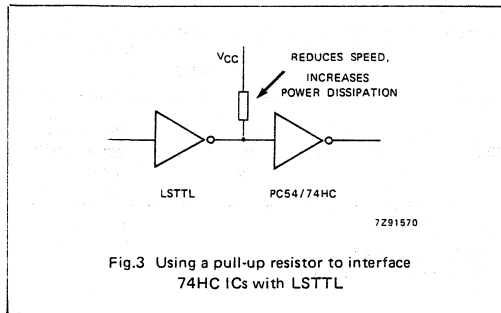 VCC
REDUCES SPEED,
INCREASES
POWER DISSIPATION
LSTTL
PC54/74HC
7Z91570
Fig.3 Using a pull-up resistor to interface
74HC ICs with LSTTL